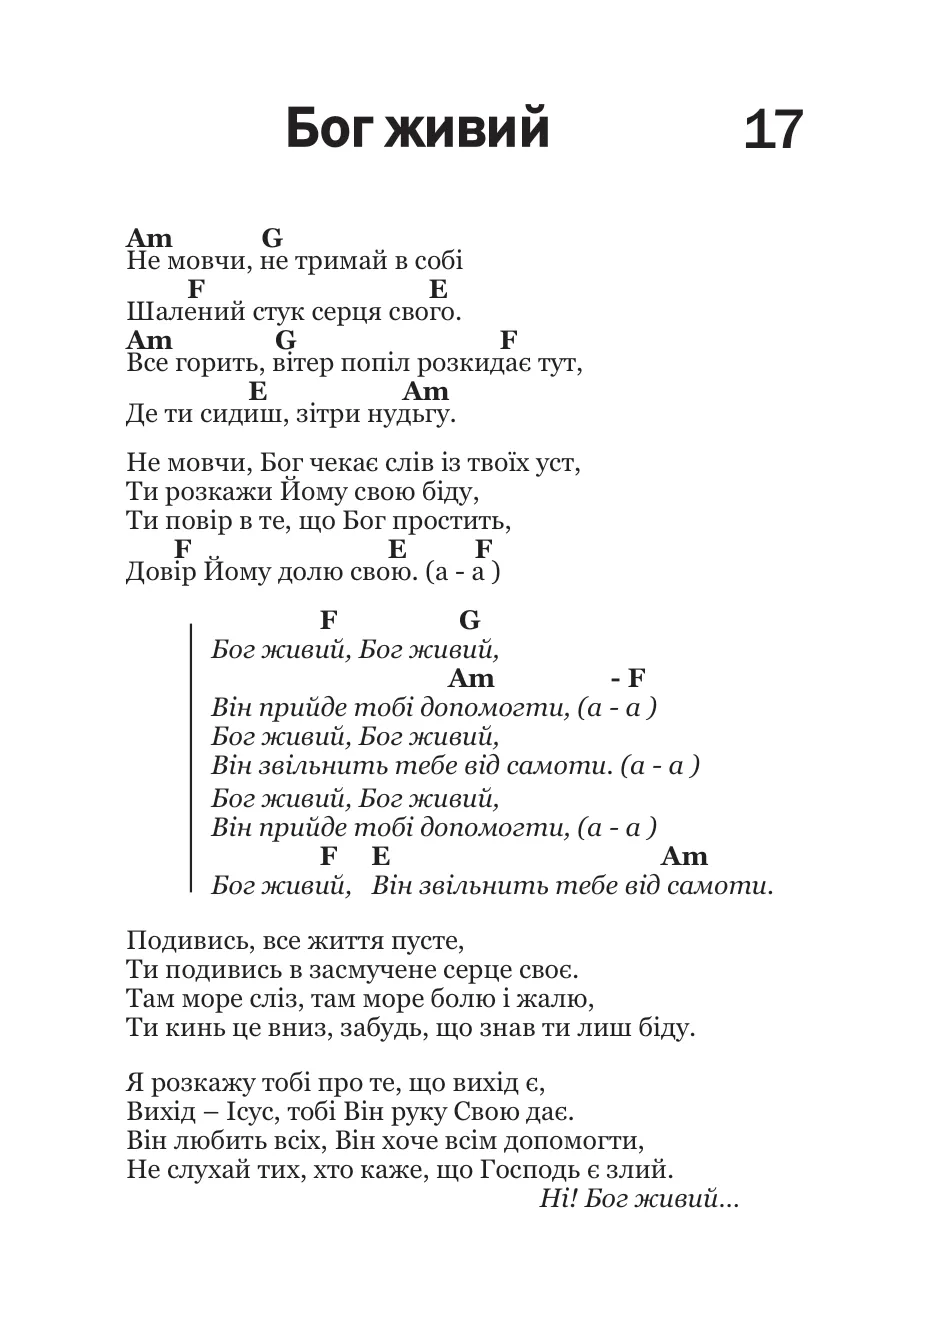 Бог живий 17
Am G
Не мовчи, не тримай в собі
F E
Шалений стук серця свого.
Am G F
Все горить, вітер попіл розкидає тут,
E Am
Де ти сидиш, зітри нудьгу.
Не мовчи, Бог чекає слів із твоїх уст,
Ти розкажи Йому свою біду,
Ти повір в те, що Бог простить,
F E F
Довір Йому долю свою. (а - а )
F G
Бог живий, Бог живий,
Am - F
Він прийде тобі допомогти, (а - а )
Бог живий, Бог живий,
Він звільнить тебе від самоти. (а - а )
Бог живий, Бог живий,
Він прийде тобі допомогти, (а - а )
F E Am
Бог живий, Він звільнить тебе від самоти.
Подивись, все життя пусте,
Ти подивись в засмучене серце своє.
Там море сліз, там море болю і жалю,
Ти кинь це вниз, забудь, що знав ти лиш біду.
Я розкажу тобі про те, що вихід є,
Вихід – Ісус, тобі Він руку Свою дає.
Він любить всіх, Він хоче всім допомогти,
Не слухай тих, хто каже, що Господь є злий.
Ні! Бог живий...